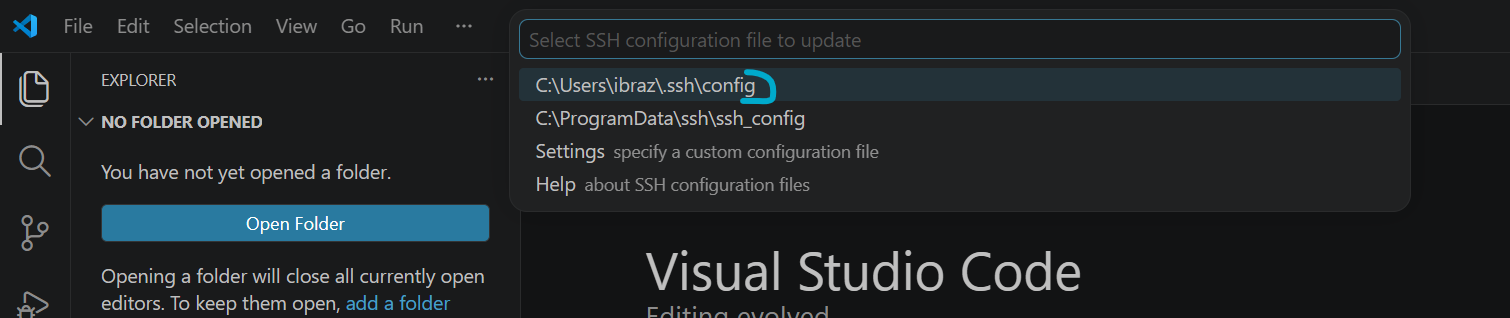 File Edit Selection View Go Run ···
Select SSH configuration file to update
C:\Users\ibraz\.ssh\config
C:\ProgramData\ssh\ssh_config
Settings specify a custom configuration file
Help about SSH configuration files
EXPLORER ···
NO FOLDER OPENED
You have not yet opened a folder.
Open Folder
Opening a folder will close all currently open
editors. To keep them open, add a folder
Visual Studio Code
Editing evolved